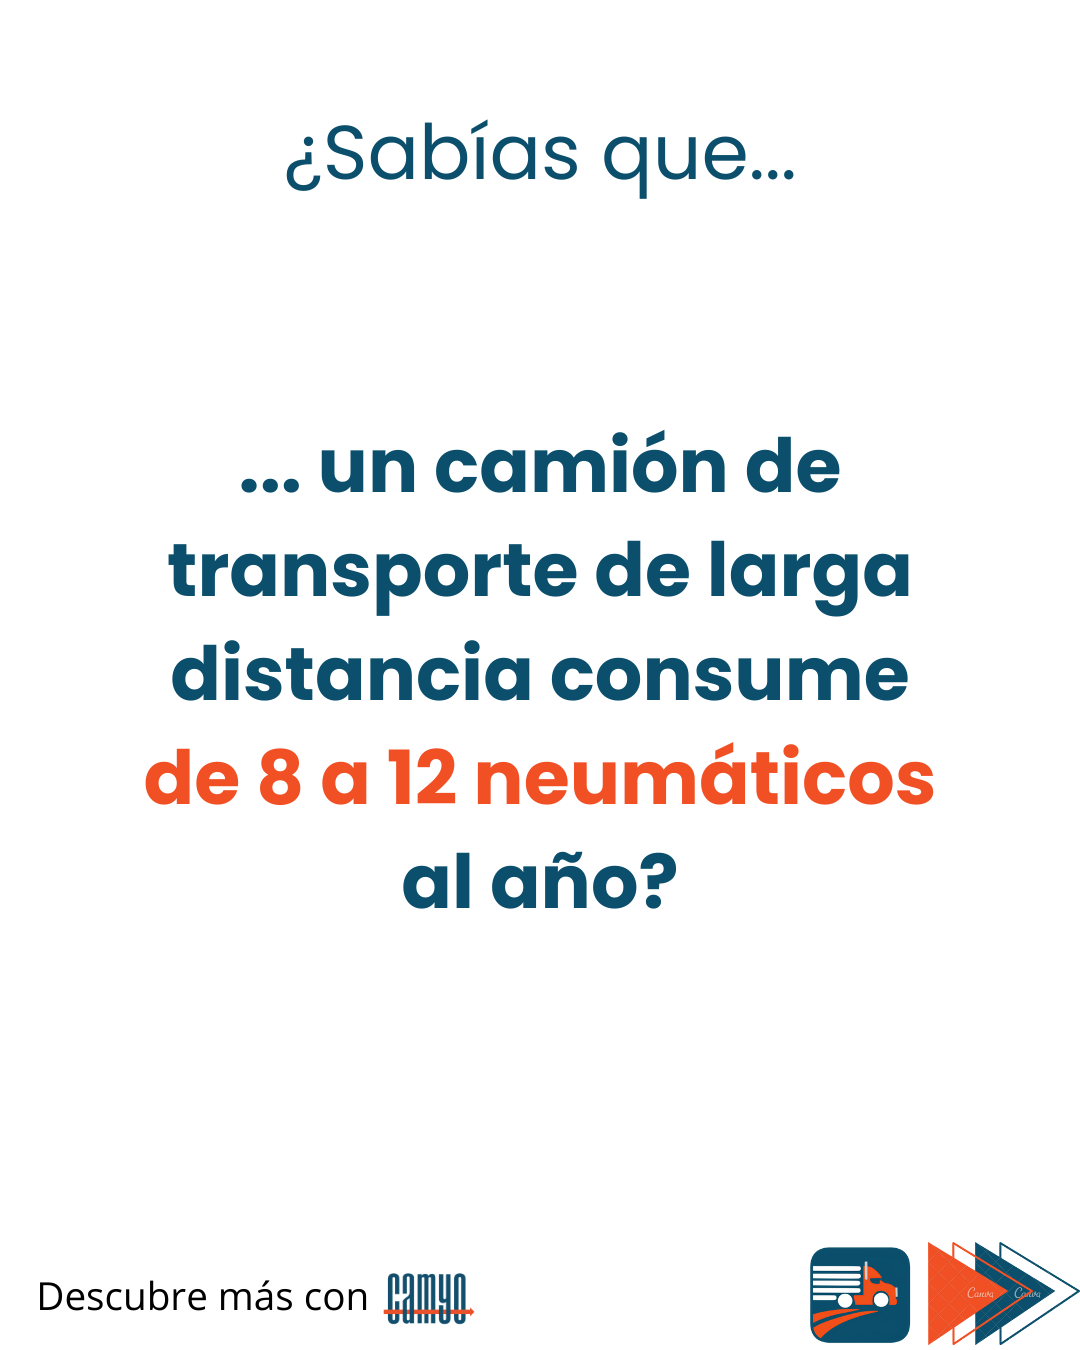 ¿Sabías que...
... un camión de
transporte de larga
distancia consume
de 8 a 12 neumáticos
al año?
Descubre más con camyo
Canva Canva